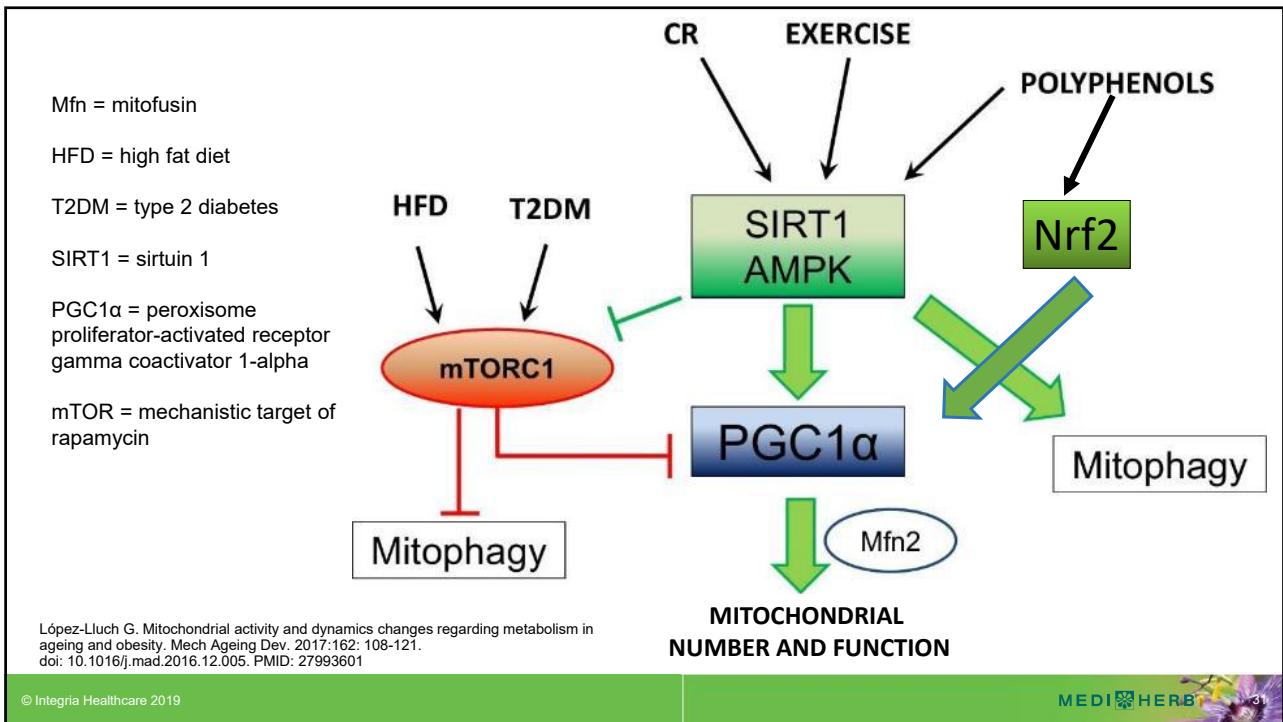 CR
EXERCISE
POLYPHENOLS
Mfn = mitofusin
HFD = high fat diet
T2DM = type 2 diabetes
SIRT1 = sirtuin 1
PGC1α = peroxisome
proliferator-activated receptor
gamma coactivator 1-alpha
mTOR = mechanistic target of
rapamycin
HFD
T2DM
SIRT1
AMPK
Nrf2
mTORC1
PGC1α
Mitophagy
Mitophagy
Mfn2
MITOCHONDRIAL
NUMBER AND FUNCTION
López-Lluch G. Mitochondrial activity and dynamics changes regarding metabolism in
ageing and obesity. Mech Ageing Dev. 2017:162: 108-121.
doi: 10.1016/j.mad.2016.12.005. PMID: 27993601
© Integria Healthcare 2019
MEDI HERB
31